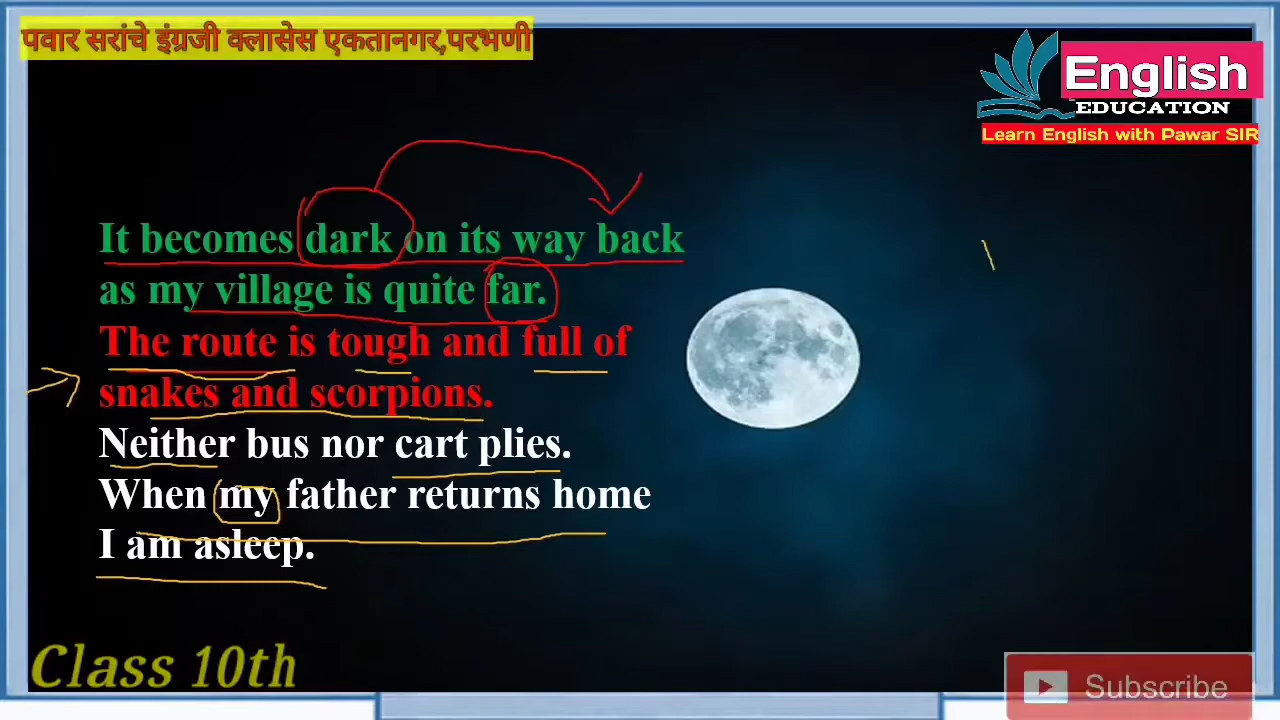 पवार सरांचे इंग्रजी क्लासेस एकतानगर,परभणी
English
EDUCATION
Learn English with Pawar SIR
It becomes dark on its way back
as my village is quite far.
The route is tough and full of
snakes and scorpions.
Neither bus nor cart plies.
When my father returns home
I am asleep.
Class 10th
Subscribe